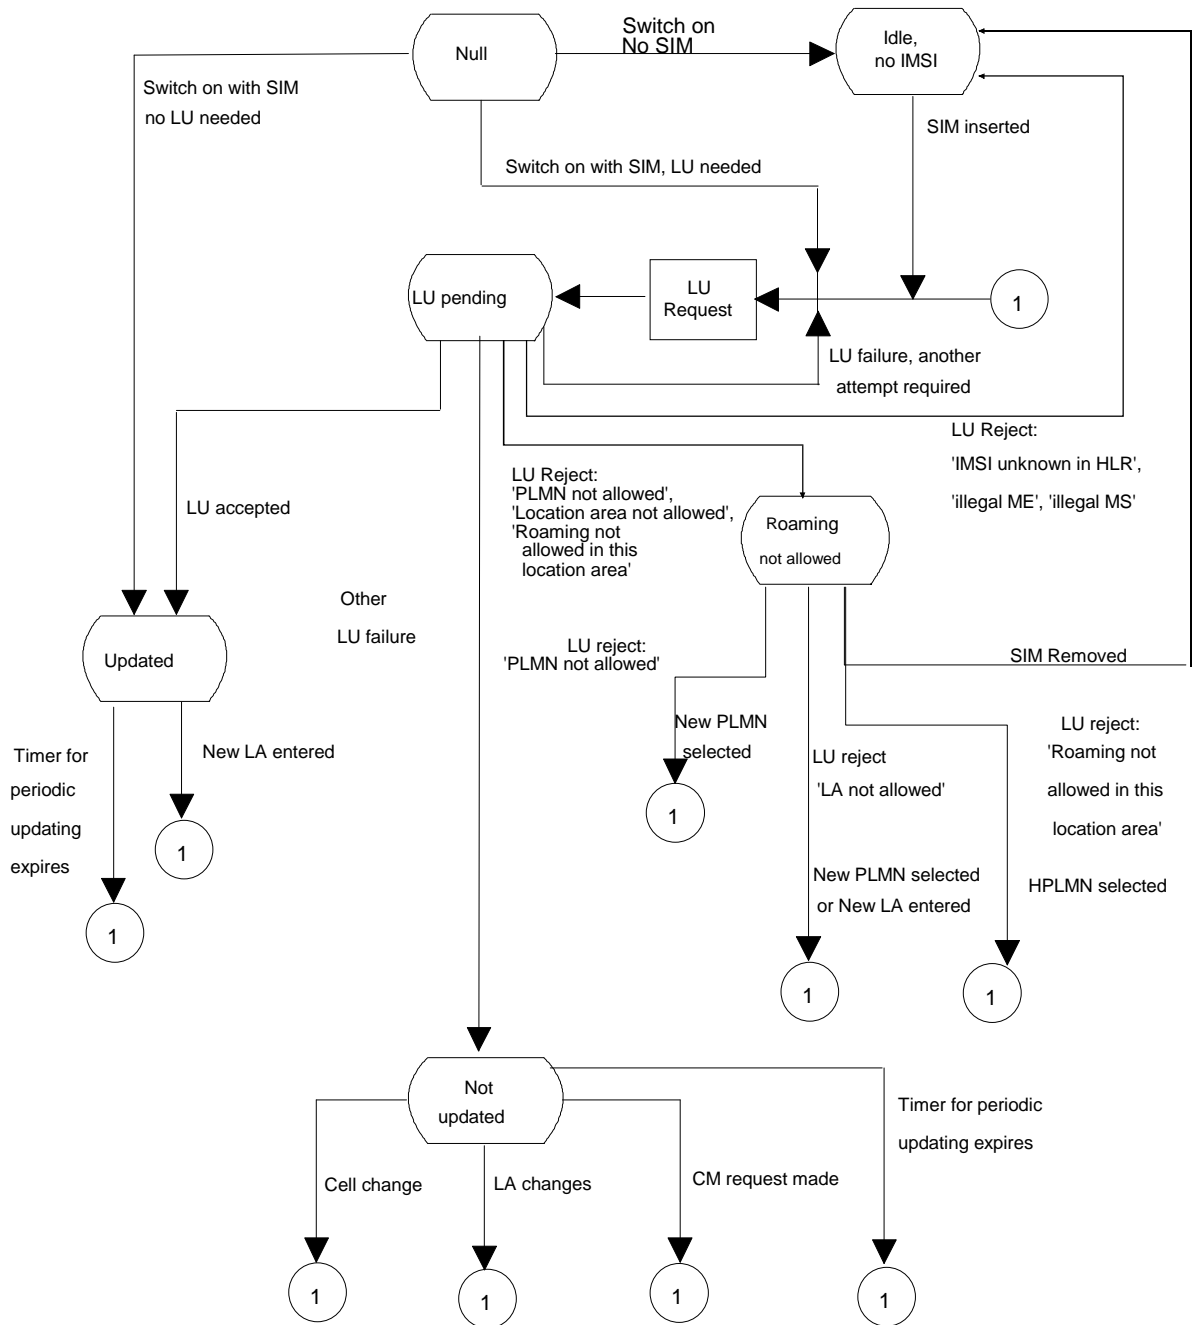 Switch on
No SIM
Null
Idle,
no IMSI
Switch on with SIM
no LU needed
SIM inserted
Switch on with SIM, LU needed
LU pending
LU
Request
1
LU failure, another
attempt required
LU Reject:
'IMSI unknown in HLR',
'illegal ME', 'illegal MS'
LU Reject:
'PLMN not allowed',
'Location area not allowed',
'Roaming not
allowed in this
location area'
LU accepted
Roaming
not allowed
Other
LU failure
Updated
LU reject:
'PLMN not allowed'
SIM Removed
New PLMN
selected
LU reject:
'Roaming not
allowed in this
location area'
Timer for
periodic
updating
expires
New LA entered
LU reject
'LA not allowed'
1
1
New PLMN selected
or New LA entered
HPLMN selected
1
1
1
Not
updated
Timer for periodic
updating expires
Cell change
LA changes
CM request made
1
1
1
1